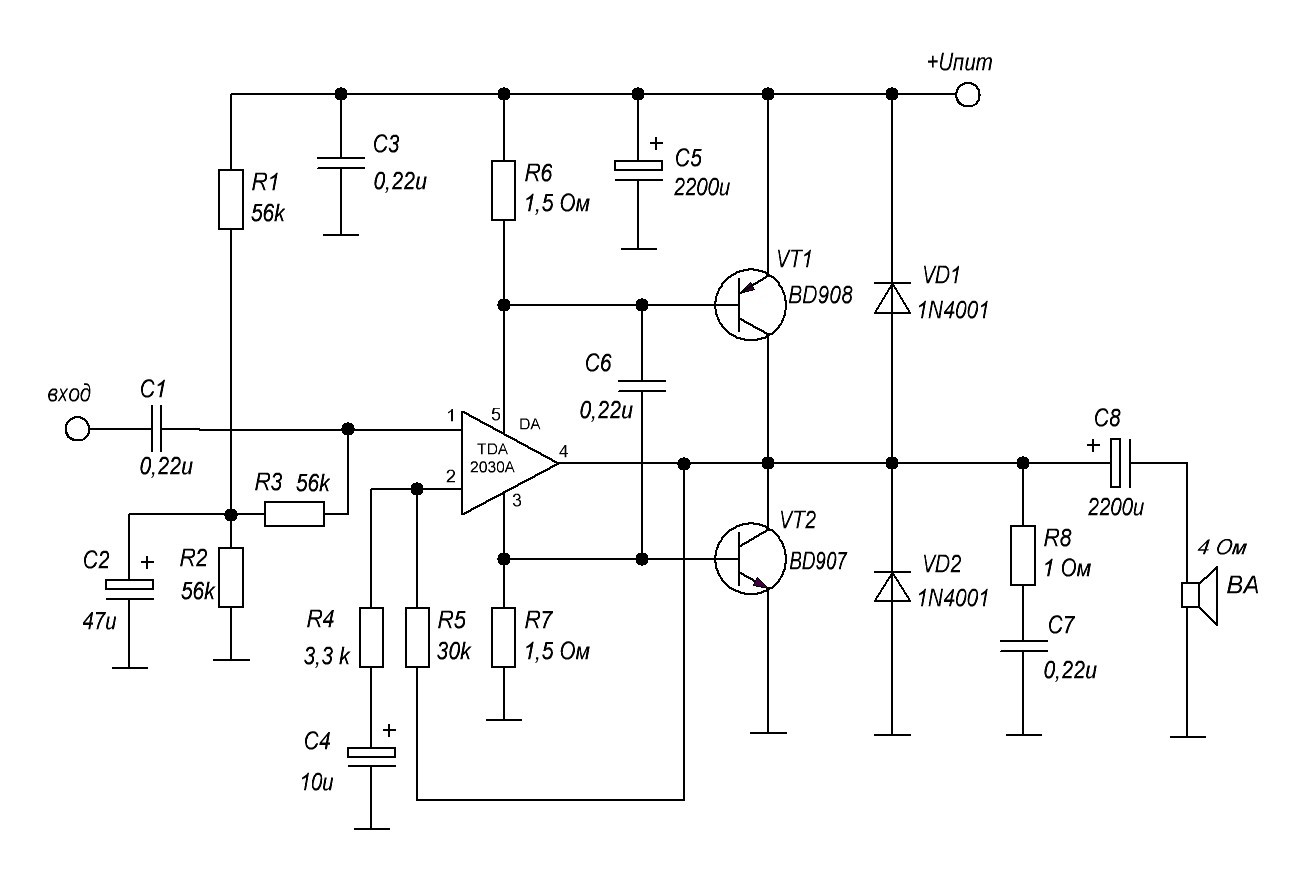 +Uпит
C3
0,22u
R1
56k
R6
1,5 Ом
+
C5
2200u
VT1
BD908
VD1
1N4001
C6
0,22u
вход
C1
0,22u
1
5
DA
TDA
2030A
4
2
3
C8
+
2200u
R3 56k
VT2
BD907
R8
1 Ом
4 Ом
BA
C2
+
47u
R2
56k
VD2
1N4001
R4
3,3 k
R5
30k
R7
1,5 Ом
C7
0,22u
C4
+
10u